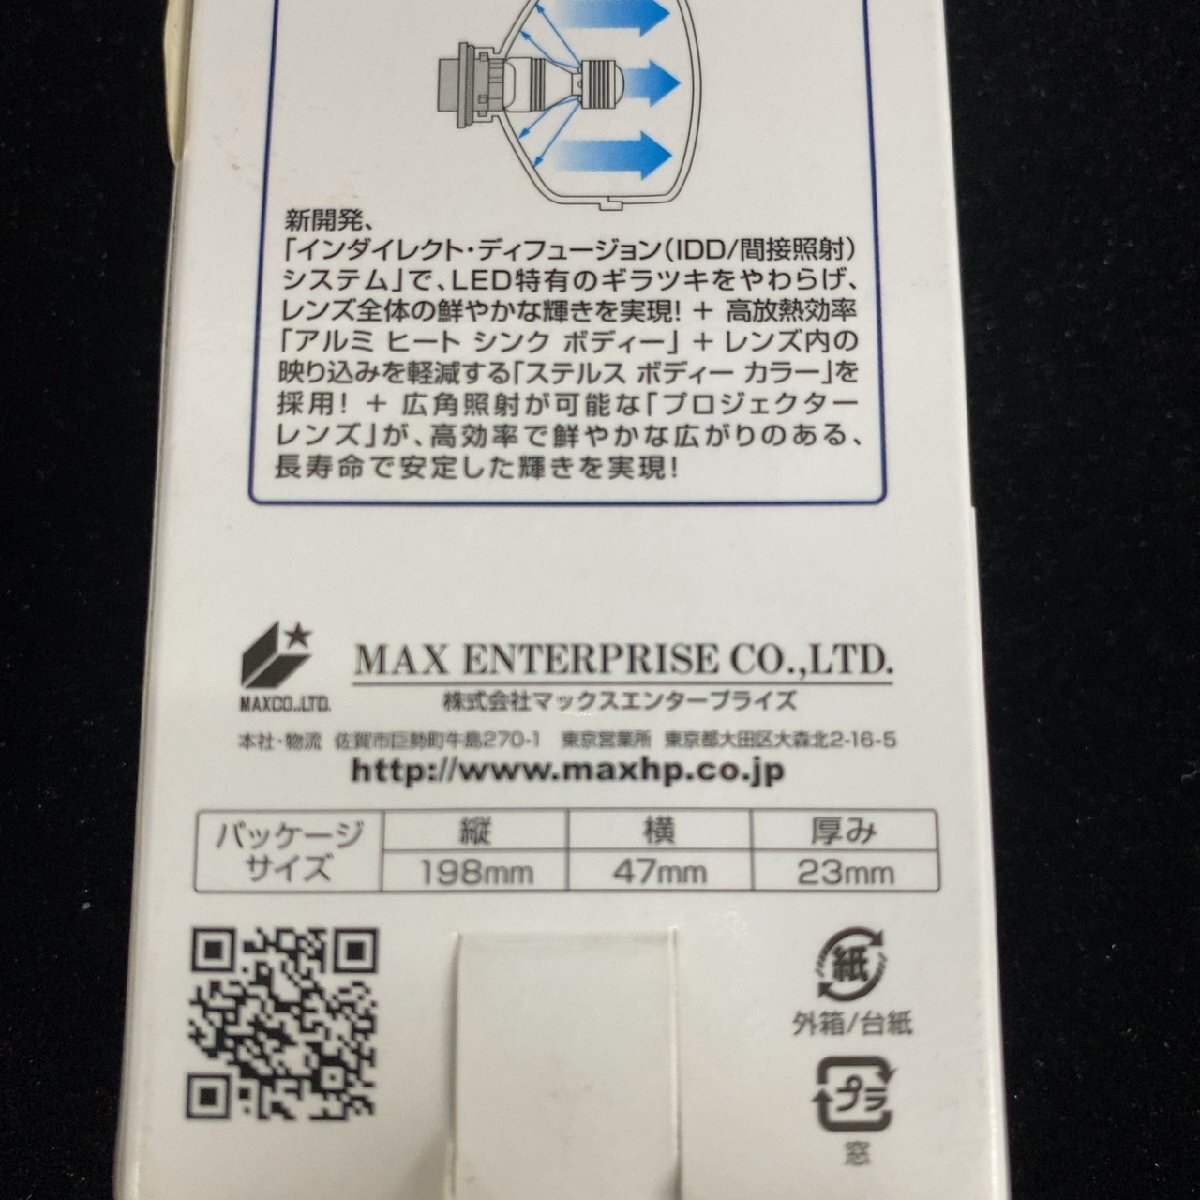 新開発、
「インダイレクト・ディフュージョン(IDD/間接照射)
システム」で、LED特有のギラツキをやわらげ、
レンズ全体の鮮やかな輝きを実現! + 高放熱効率
「アルミ ヒート シンク ボディー」+レンズ内の
映り込みを軽減する「ステルス ボディー カラー」を
採用! + 広角照射が可能な「プロジェクター
レンズ」が、高効率で鮮やかな広がりのある、
長寿命で安定した輝きを実現!
MAXCO.,LTD.
MAX ENTERPRISE CO.,LTD.
株式会社マックスエンタープライズ
本社・物流 佐賀市巨勢町牛島270-1 東京営業所 東京都大田区大森北2-16-5
http://www.maxhp.co.jp
パッケージサイズ 縦 横 厚み
198mm 47mm 23mm
紙
外箱/台紙
プラ
窓